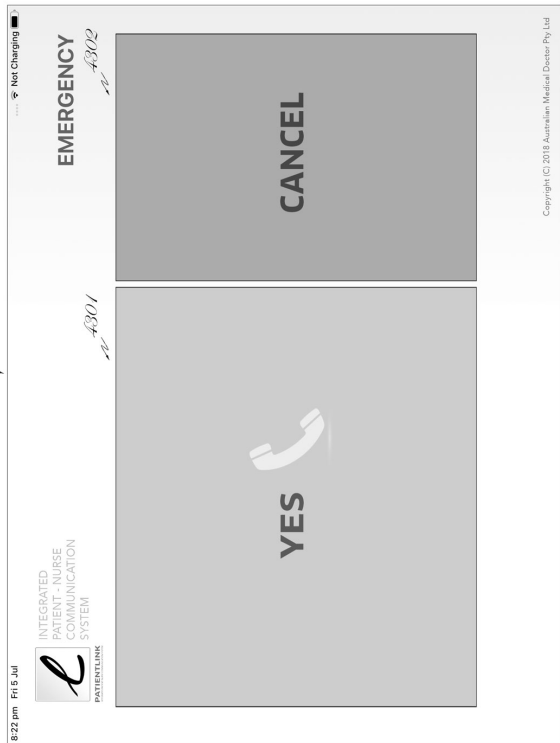 8:22 pm Fri 5 Jul
Not Charging
INTEGRATED
PATIENT - NURSE
COMMUNICATION
SYSTEM
PATIENTLINK
EMERGENCY
4301
4302
YES
CANCEL
Copyright (C) 2018 Australian Medical Doctor Pty Ltd